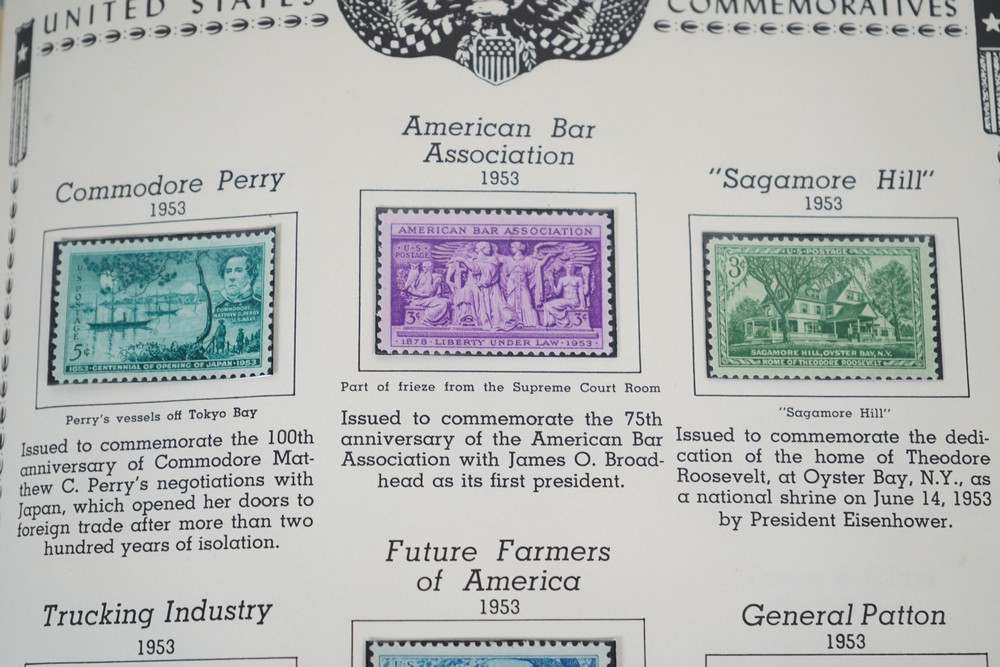 UNITED STATES
COMMEMORATIVES
Commodore Perry
1953
U.S. POSTAGE
COMMODORE
MATTHEW C. PERRY
U.S. NAVY
5¢
1853·CENTENNIAL OF OPENING OF JAPAN·1953
Perry's vessels off Tokyo Bay
Issued to commemorate the 100th
anniversary of Commodore Mat-
thew C. Perry's negotiations with
Japan, which opened her doors to
foreign trade after more than two
hundred years of isolation.
American Bar
Association
1953
AMERICAN BAR ASSOCIATION
·U·S·
POSTAGE
3¢ 3¢
·1878·LIBERTY UNDER LAW·1953·
Part of frieze from the Supreme Court Room
Issued to commemorate the 75th
anniversary of the American Bar
Association with James O. Broad-
head as its first president.
"Sagamore Hill"
1953
3¢ U·S·POSTAGE
SAGAMORE HILL, OYSTER BAY, N.Y.
HOME OF THEODORE ROOSEVELT
"Sagamore Hill"
Issued to commemorate the dedi-
cation of the home of Theodore
Roosevelt, at Oyster Bay, N.Y., as
a national shrine on June 14, 1953
by President Eisenhower.
Trucking Industry
1953
Future Farmers
of America
1953
U.S.
General Patton
1953